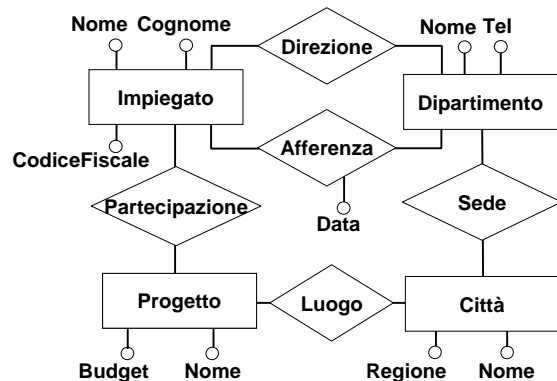 Nome Cognome
Direzione
Nome Tel
Impiegato
Dipartimento
CodiceFiscale
Afferenza
Partecipazione
Data
Sede
Progetto
Luogo
Città
Budget
Nome
Regione
Nome